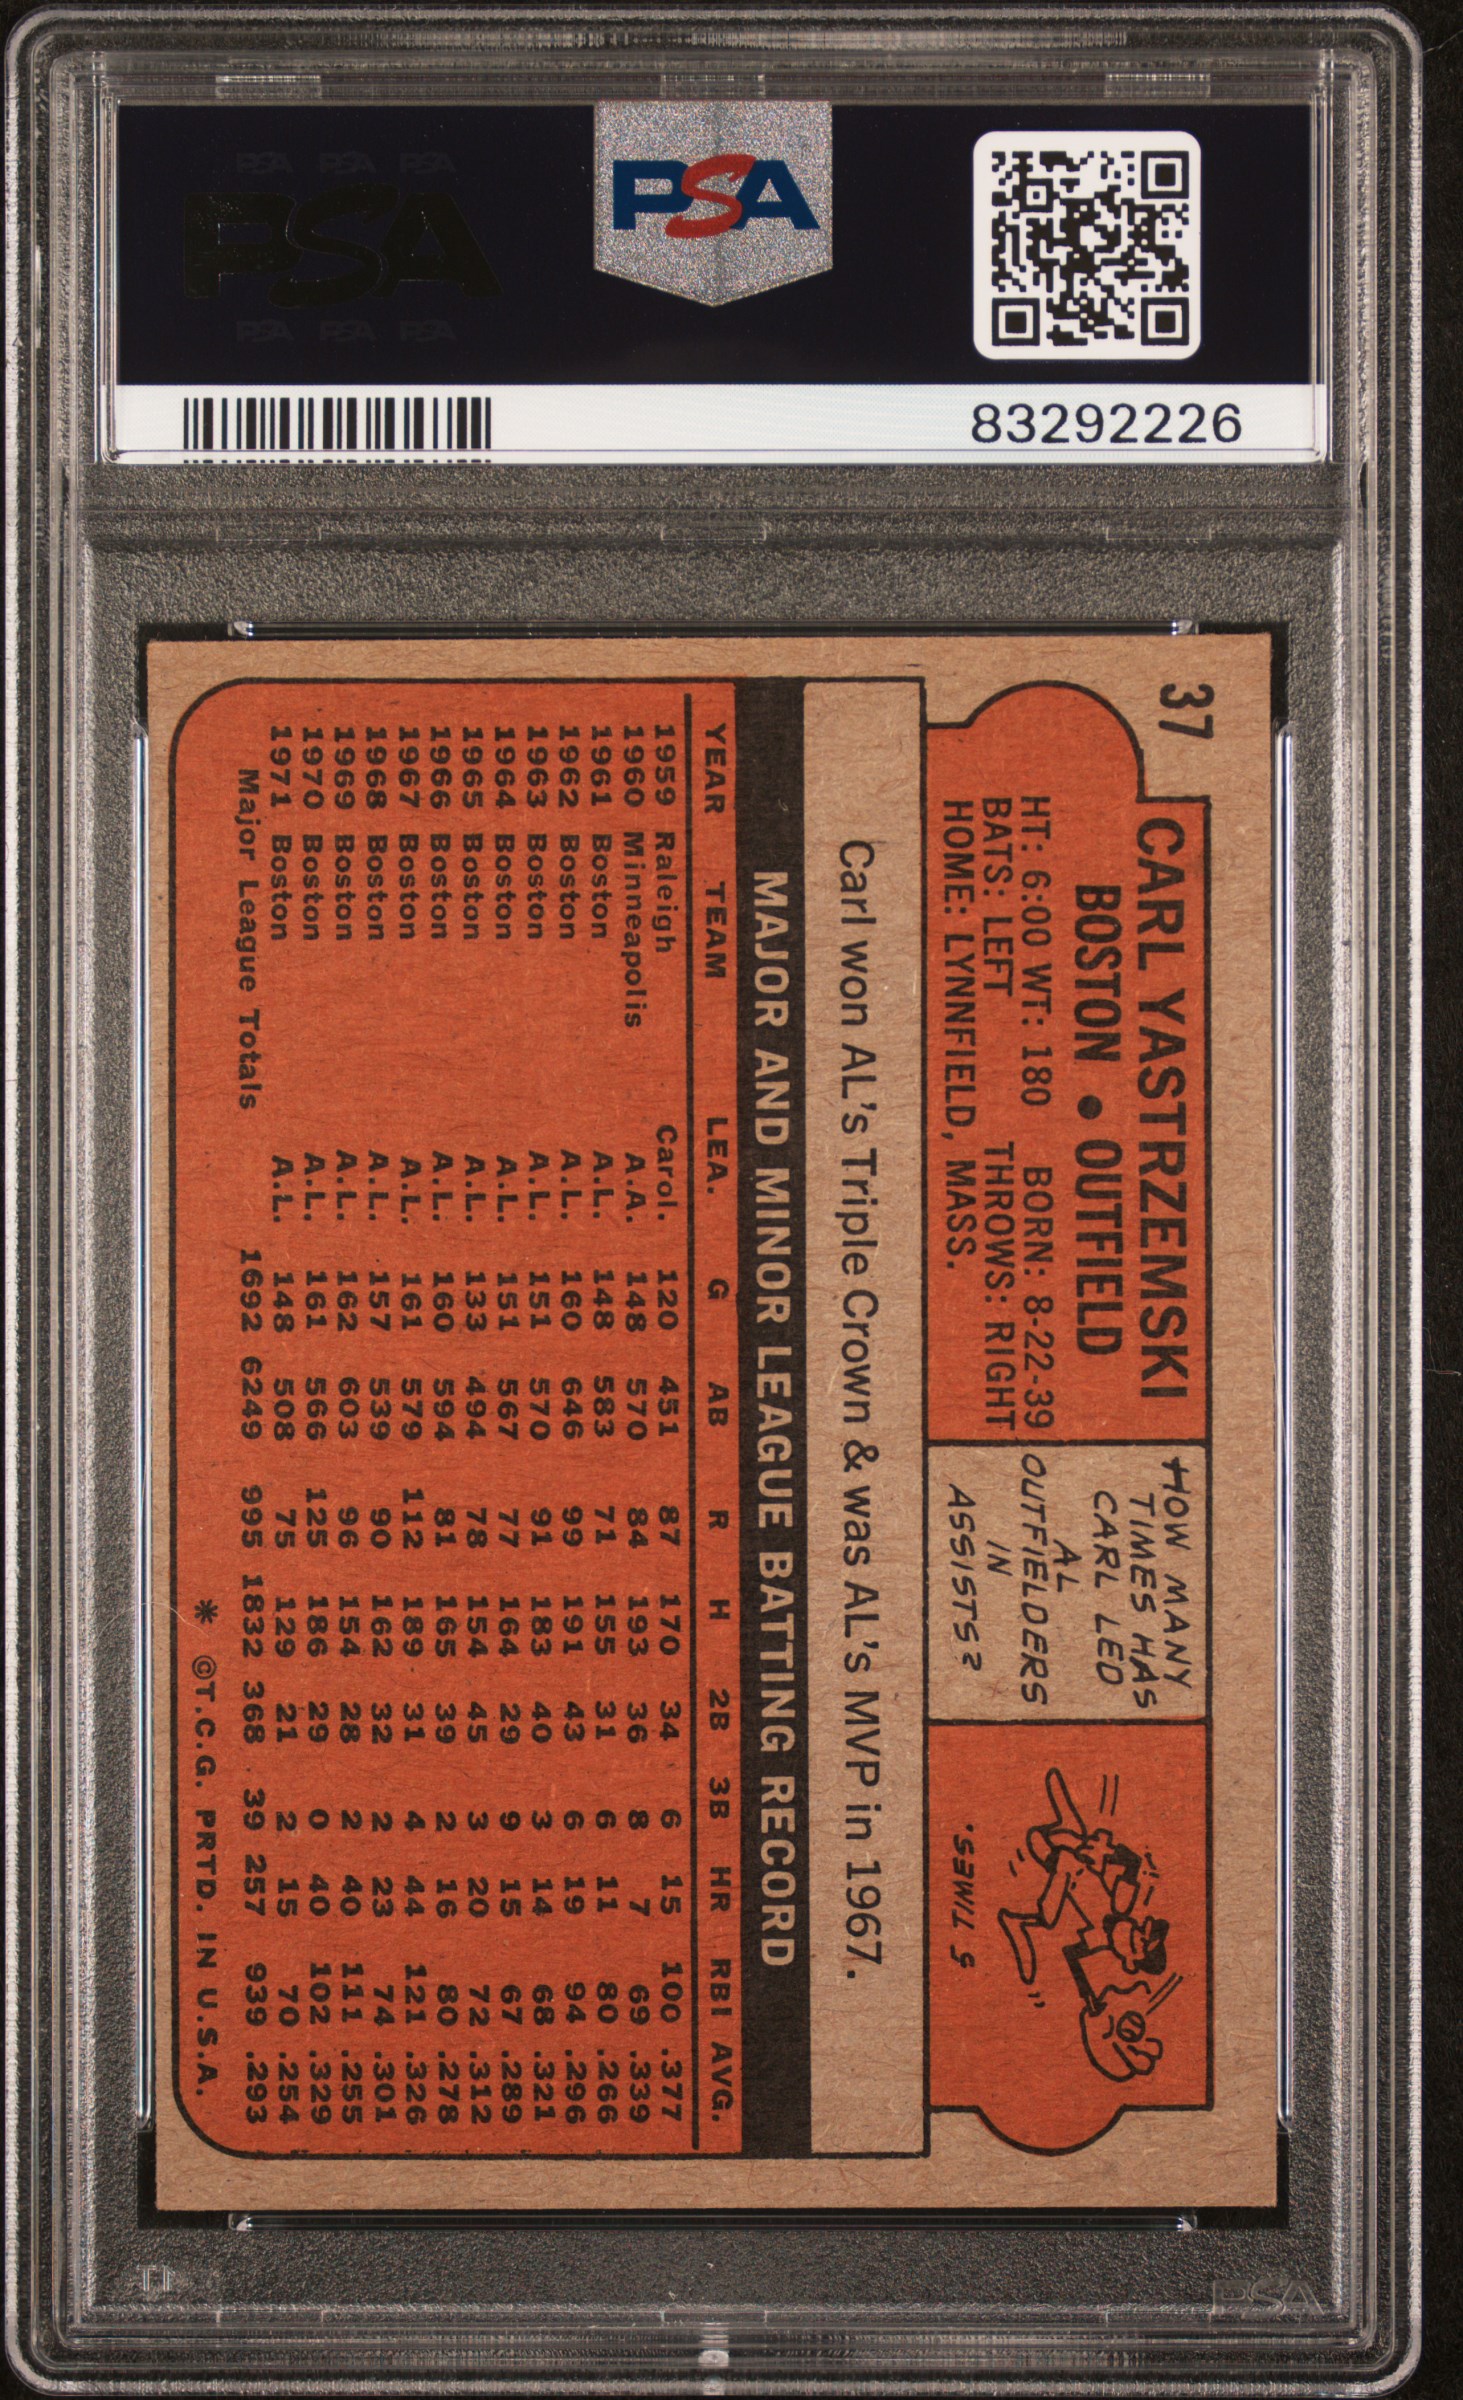 PSA PSA PSA
PSA
PSA PSA PSA
PSA
83292226
37
CARL YASTRZEMSKI
BOSTON • OUTFIELD
HT: 6:00 WT: 180 BORN: 8-22-39
BATS: LEFT THROWS: RIGHT
HOME: LYNNFIELD, MASS.
HOW MANY
TIMES HAS
CARL LED
AL
OUTFIELDERS
IN
ASSISTS?
5 TIMES.
Carl won AL's Triple Crown & was AL's MVP in 1967.
MAJOR AND MINOR LEAGUE BATTING RECORD
YEAR TEAM LEA. G AB R H 2B 3B HR RBI AVG.
1959 Raleigh Carol. 120 451 87 170 34 6 15 100 .377
1960 Minneapolis A.A. 148 570 84 193 36 8 7 69 .339
1961 Boston A.L. 148 583 71 155 31 6 11 80 .266
1962 Boston A.L. 160 646 99 191 43 6 19 94 .296
1963 Boston A.L. 151 570 91 183 40 3 14 68 .321
1964 Boston A.L. 151 567 77 164 29 9 15 67 .289
1965 Boston A.L. 133 494 78 154 45 3 20 72 .312
1966 Boston A.L. 160 594 81 165 39 2 16 80 .278
1967 Boston A.L. 161 579 112 189 31 4 44 121 .326
1968 Boston A.L. 157 539 90 162 32 2 23 74 .301
1969 Boston A.L. 162 603 96 154 28 2 40 111 .255
1970 Boston A.L. 161 566 125 186 29 0 40 102 .329
1971 Boston A.L. 148 508 75 129 21 2 15 70 .254
Major League Totals 1692 6249 995 1832 368 39 257 939 .293
* ©T.C.G. PRTD. IN U.S.A.
PSA